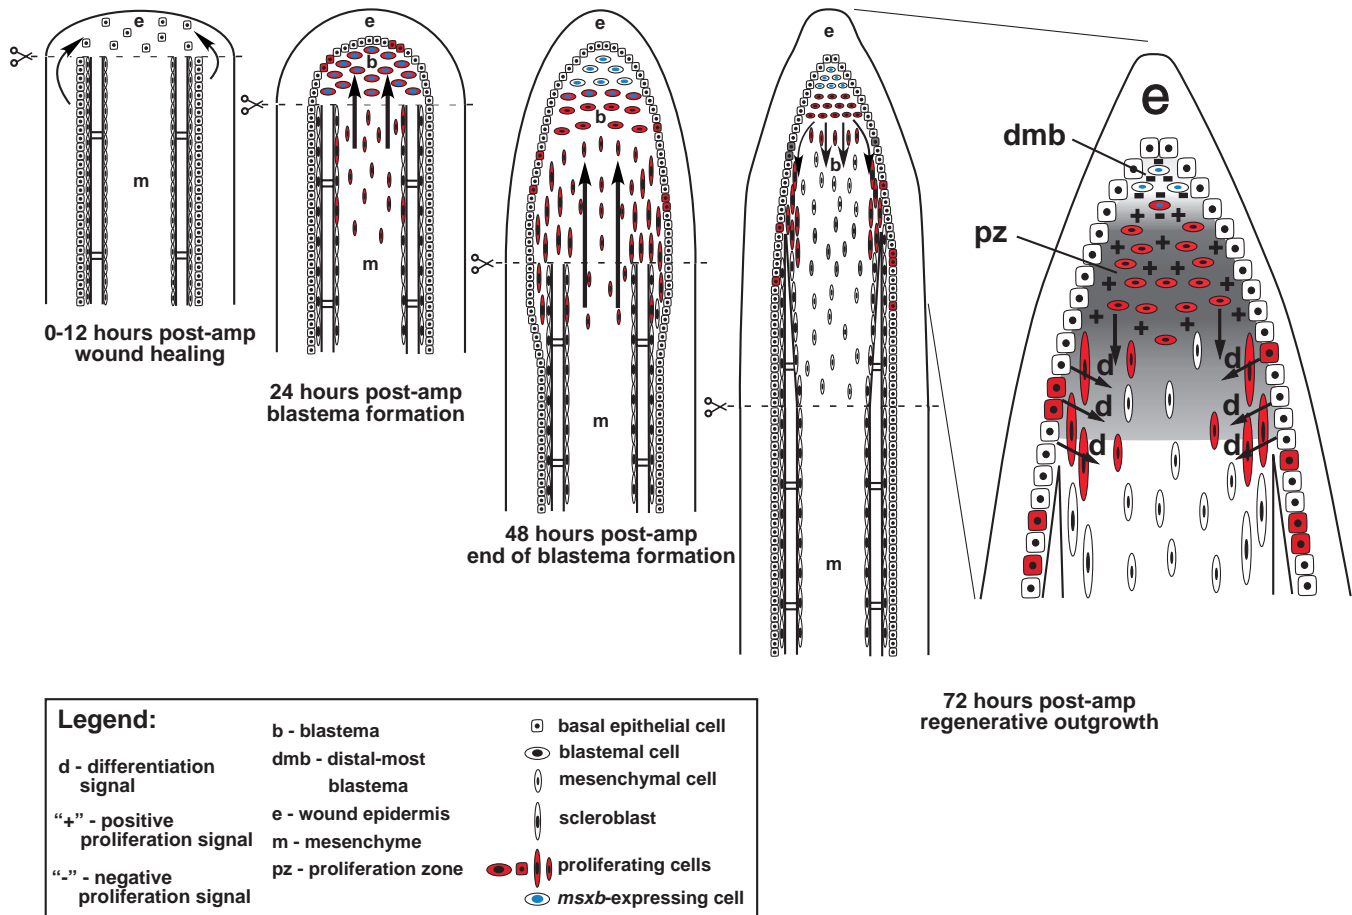 e
m
0-12 hours post-amp
wound healing
e
b
m
24 hours post-amp
blastema formation
e
b
m
48 hours post-amp
end of blastema formation
e
b
m
e
dmb
pz
d
d
d
d
d
d
+ + + + + + + + + + + + +
- - - - - -
72 hours post-amp
regenerative outgrowth
Legend:
d - differentiation
signal
“+” - positive
proliferation signal
“-” - negative
proliferation signal
b - blastema
dmb - distal-most
blastema
e - wound epidermis
m - mesenchyme
pz - proliferation zone
basal epithelial cell
blastemal cell
mesenchymal cell
scleroblast
proliferating cells
msxb-expressing cell